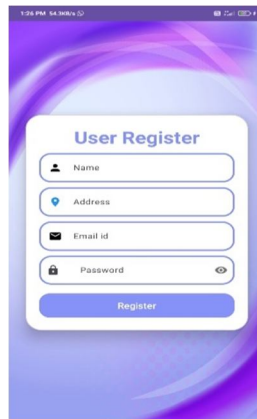 1:26 PM 54.3KB/s
User Register
Name
Address
Email id
Password
Register